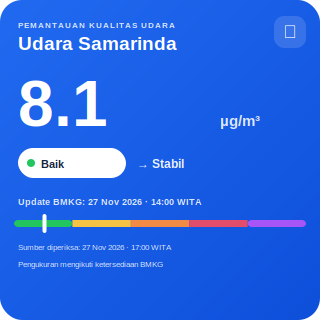 PEMANTAUAN KUALITAS UDARA
Udara Samarinda
8.1 µg/m³
Baik → Stabil
Update BMKG: 27 Nov 2026 · 14:00 WITA
Sumber diperiksa: 27 Nov 2026 · 17:00 WITA
Pengukuran mengikuti ketersediaan BMKG